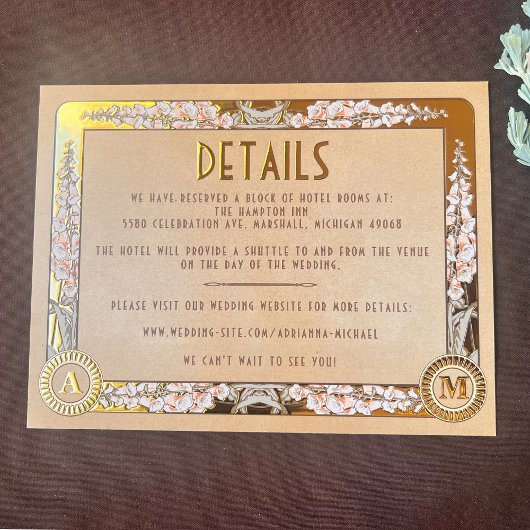 DETAILS
WE HAVE RESERVED A BLOCK OF HOTEL ROOMS AT:
THE HAMPTON INN
5580 CELEBRATION AVE. MARSHALL, MICHIGAN 49068
THE HOTEL WILL PROVIDE A SHUTTLE TO AND FROM THE VENUE
ON THE DAY OF THE WEDDING.
PLEASE VISIT OUR WEDDING WEBSITE FOR MORE DETAILS:
WWW.WEDDING-SITE.COM/ADRIANNA-MICHAEL
WE CAN'T WAIT TO SEE YOU!
A
M